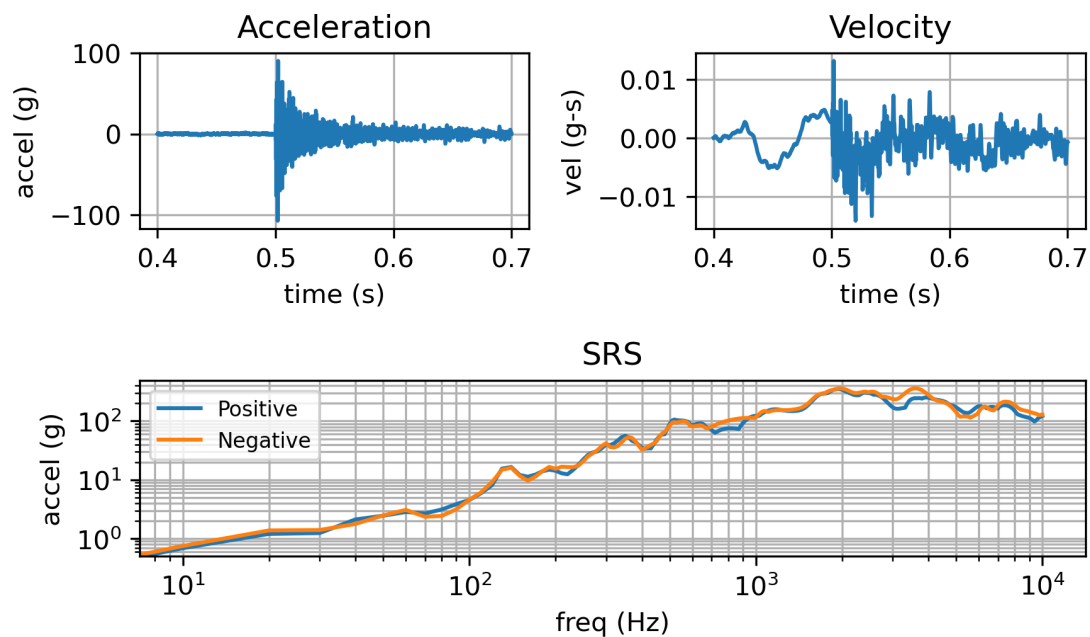 Acceleration
accel (g)
100
0
−100
0.4 0.5 0.6 0.7
time (s)
Velocity
vel (g-s)
0.01
0.00
−0.01
0.4 0.5 0.6 0.7
time (s)
SRS
accel (g)
10²
10¹
10⁰
Positive
Negative
10¹ 10² 10³ 10⁴
freq (Hz)